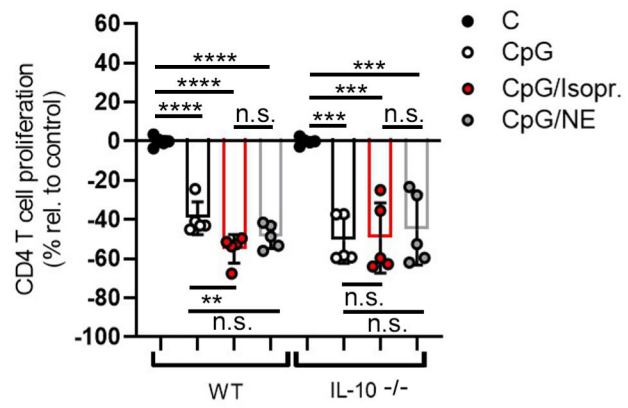 60
40
20
0
-20
-40
-60
-80
-100
CD4 T cell proliferation
(% rel. to control)
****
****
****
n.s.
**
n.s.
***
***
***
n.s.
n.s.
n.s.
WT
IL-10 -/-
C
CpG
CpG/Isopr.
CpG/NE